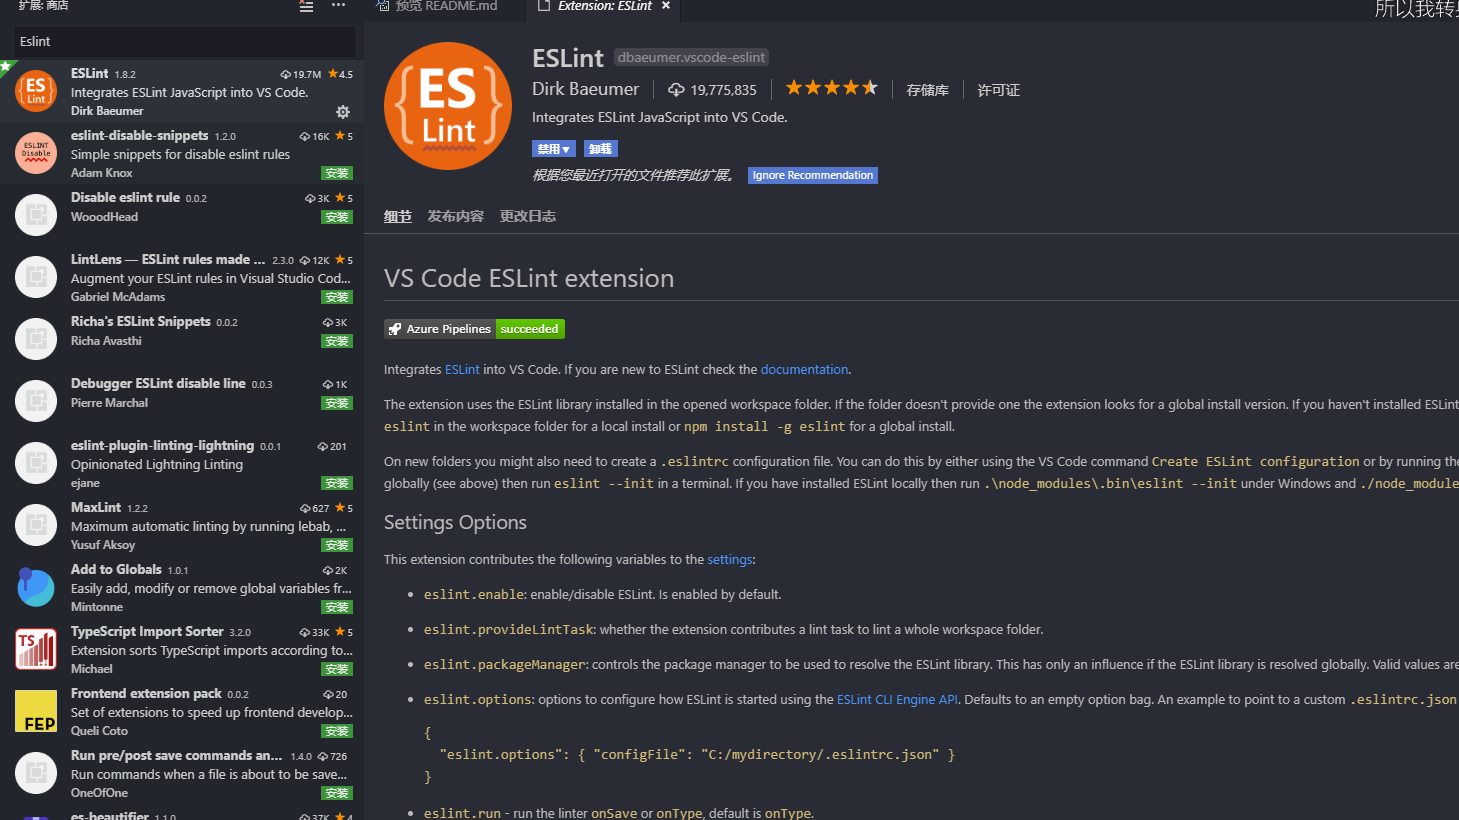 扩展: 商店
Eslint
ESLint 1.8.2 19.7M 4.5
Integrates ESLint JavaScript into VS Code.
Dirk Baeumer
eslint-disable-snippets 1.2.0 16K 5
Simple snippets for disable eslint rules
Adam Knox 安装
Disable eslint rule 0.0.2 3K 5
WooodHead 安装
LintLens — ESLint rules made ... 2.3.0 12K 5
Augment your ESLint rules in Visual Studio Cod...
Gabriel McAdams 安装
Richa's ESLint Snippets 0.0.2 3K
Richa Avasthi 安装
Debugger ESLint disable line 0.0.3 1K
Pierre Marchal 安装
eslint-plugin-linting-lightning 0.0.1 201
Opinionated Lightning Linting
ejane 安装
MaxLint 1.2.2 627 5
Maximum automatic linting by running lebab, ...
Yusuf Aksoy 安装
Add to Globals 1.0.1 2K
Easily add, modify or remove global variables fr...
Mintonne 安装
TypeScript Import Sorter 3.2.0 33K 5
Extension sorts TypeScript imports according to...
Michael 安装
Frontend extension pack 0.0.2 20
Set of extensions to speed up frontend develop...
Queli Coto 安装
Run pre/post save commands an... 1.4.0 726
Run commands when a file is about to be save...
OneOfOne 安装
es-beautifier 1.1.0 37K 4
{ES Lint}
ESLINT Disable
TS
FEP
预览 README.md
Extension: ESLint ×
所以我转
{ES Lint}
ESLint dbaeumer.vscode-eslint
Dirk Baeumer 19,775,835 存储库 许可证
Integrates ESLint JavaScript into VS Code.
禁用 卸载
根据您最近打开的文件推荐此扩展。 Ignore Recommendation
细节 发布内容 更改日志
VS Code ESLint extension
Azure Pipelines succeeded
Integrates ESLint into VS Code. If you are new to ESLint check the documentation.
The extension uses the ESLint library installed in the opened workspace folder. If the folder doesn't provide one the extension looks for a global install version. If you haven't installed ESLint
eslint in the workspace folder for a local install or npm install -g eslint for a global install.
On new folders you might also need to create a .eslintrc configuration file. You can do this by either using the VS Code command Create ESLint configuration or by running the
globally (see above) then run eslint --init in a terminal. If you have installed ESLint locally then run .\node_modules\.bin\eslint --init under Windows and ./node_module
Settings Options
This extension contributes the following variables to the settings:
• eslint.enable: enable/disable ESLint. Is enabled by default.
• eslint.provideLintTask: whether the extension contributes a lint task to lint a whole workspace folder.
• eslint.packageManager: controls the package manager to be used to resolve the ESLint library. This has only an influence if the ESLint library is resolved globally. Valid values are
• eslint.options: options to configure how ESLint is started using the ESLint CLI Engine API. Defaults to an empty option bag. An example to point to a custom .eslintrc.json
{
"eslint.options": { "configFile": "C:/mydirectory/.eslintrc.json" }
}
• eslint.run - run the linter onSave or onType, default is onType.